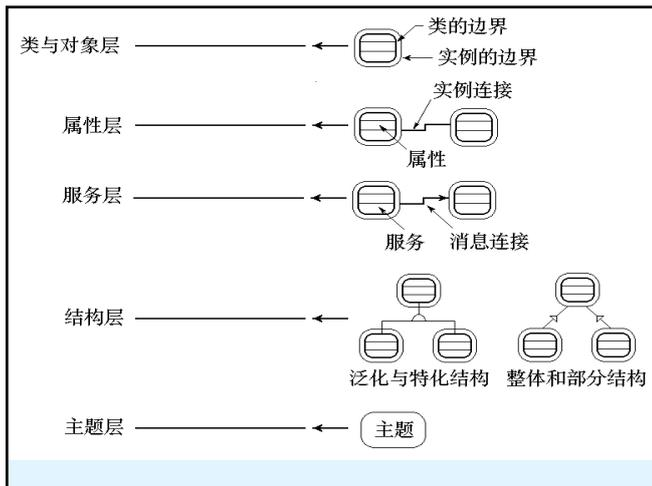 类的边界
类与对象层
实例的边界
实例连接
属性层
属性
服务层
服务
消息连接
结构层
泛化与特化结构
整体和部分结构
主题层
主题